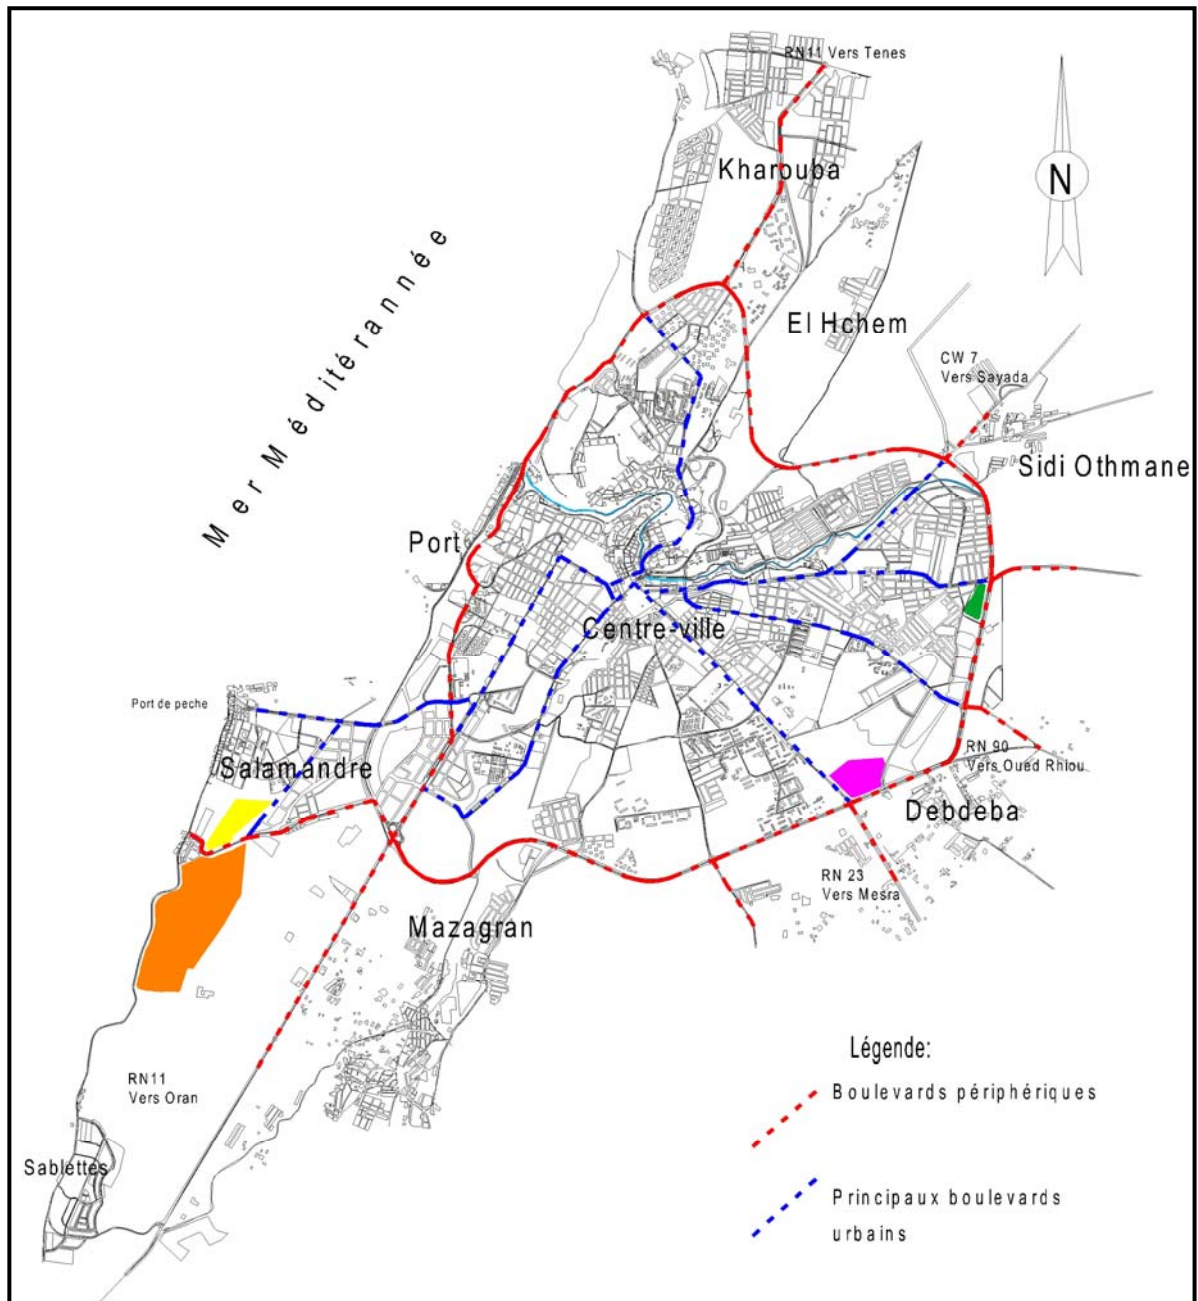 RN11 Vers Tenes
Kharouba
N
Mer Méditérannée
El Hchem
CW 7
Vers Sayada
Sidi Othmane
Port
Centre-ville
Port de peche
Salamandre
RN 90
Vers Oued Rhiou
Debdeba
RN 23
Vers Mesra
Mazagran
Légende:
Boulevards périphériques
RN11
Vers Oran
Sablettes
Principaux boulevards
urbains